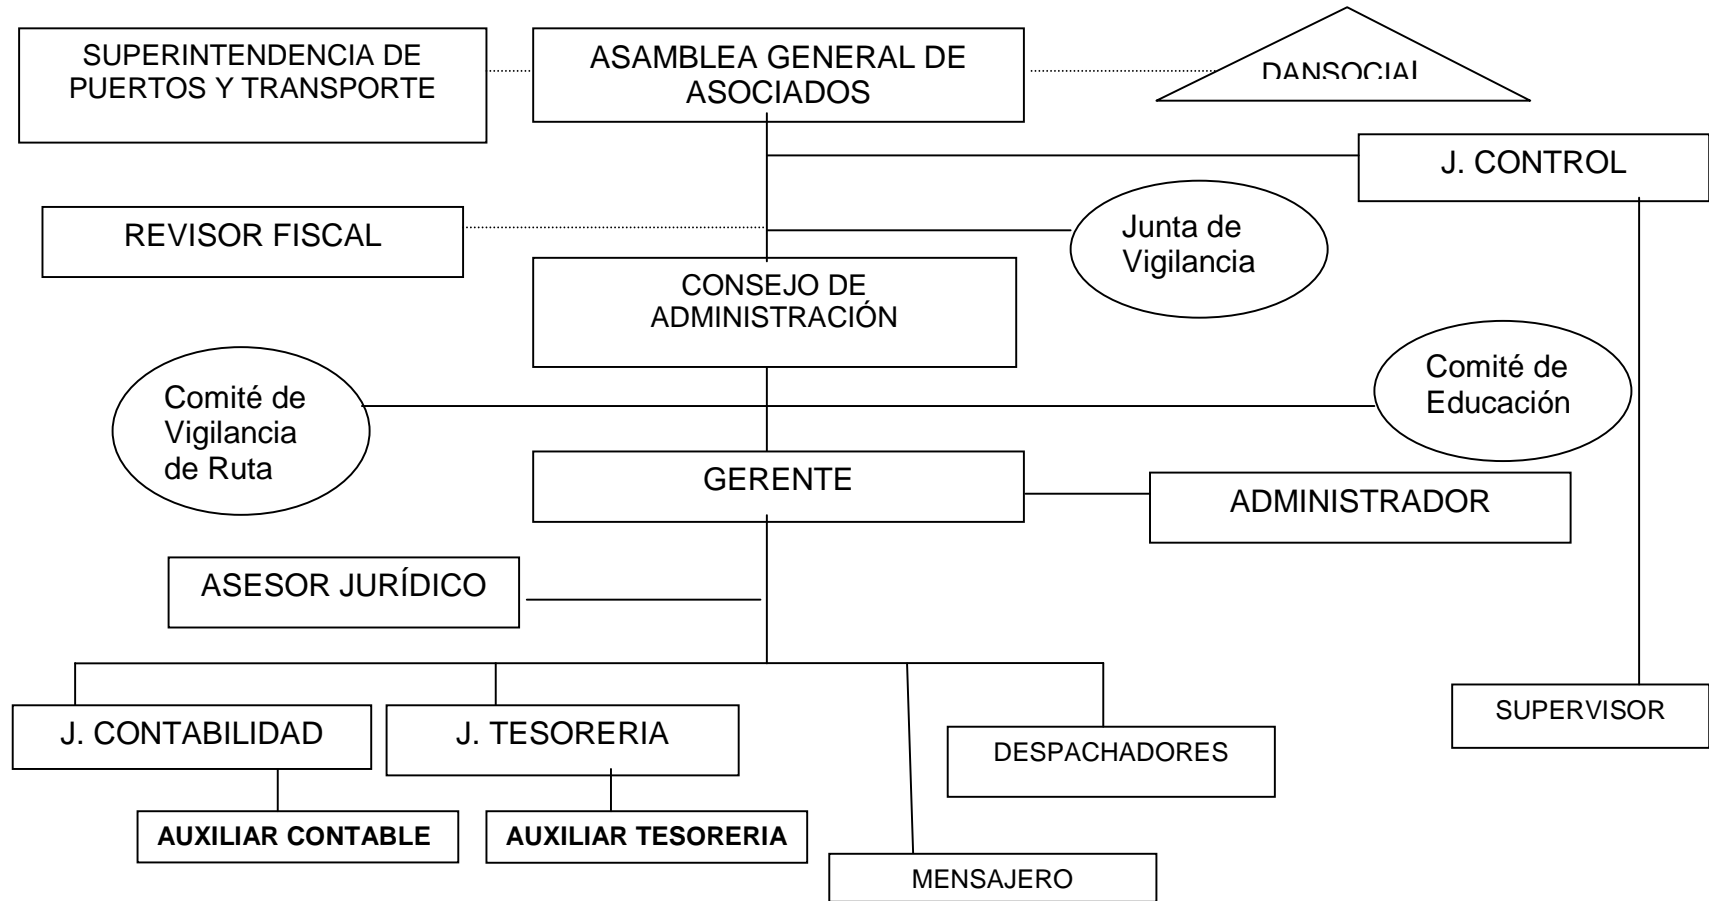 SUPERINTENDENCIA DE
PUERTOS Y TRANSPORTE
ASAMBLEA GENERAL DE
ASOCIADOS
DANSOCIAL
J. CONTROL
REVISOR FISCAL
Junta de
Vigilancia
CONSEJO DE
ADMINISTRACIÓN
Comité de
Vigilancia
de Ruta
Comité de
Educación
GERENTE
ADMINISTRADOR
ASESOR JURÍDICO
J. CONTABILIDAD
J. TESORERIA
DESPACHADORES
SUPERVISOR
AUXILIAR CONTABLE
AUXILIAR TESORERIA
MENSAJERO